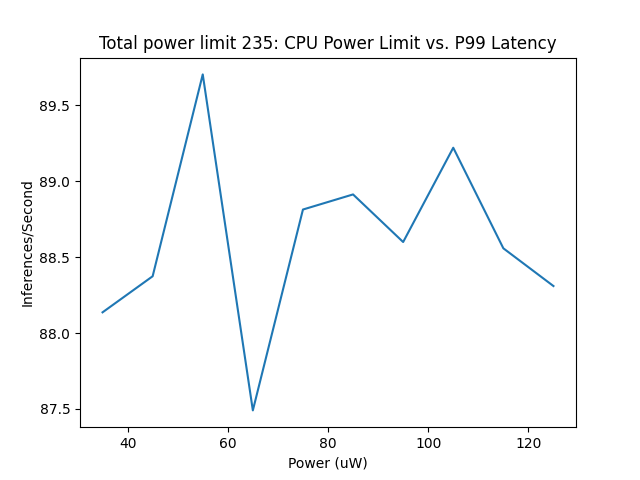 Total power limit 235: CPU Power Limit vs. P99 Latency
89.5
89.0
88.5
88.0
87.5
Inferences/Second
40 60 80 100 120
Power (uW)